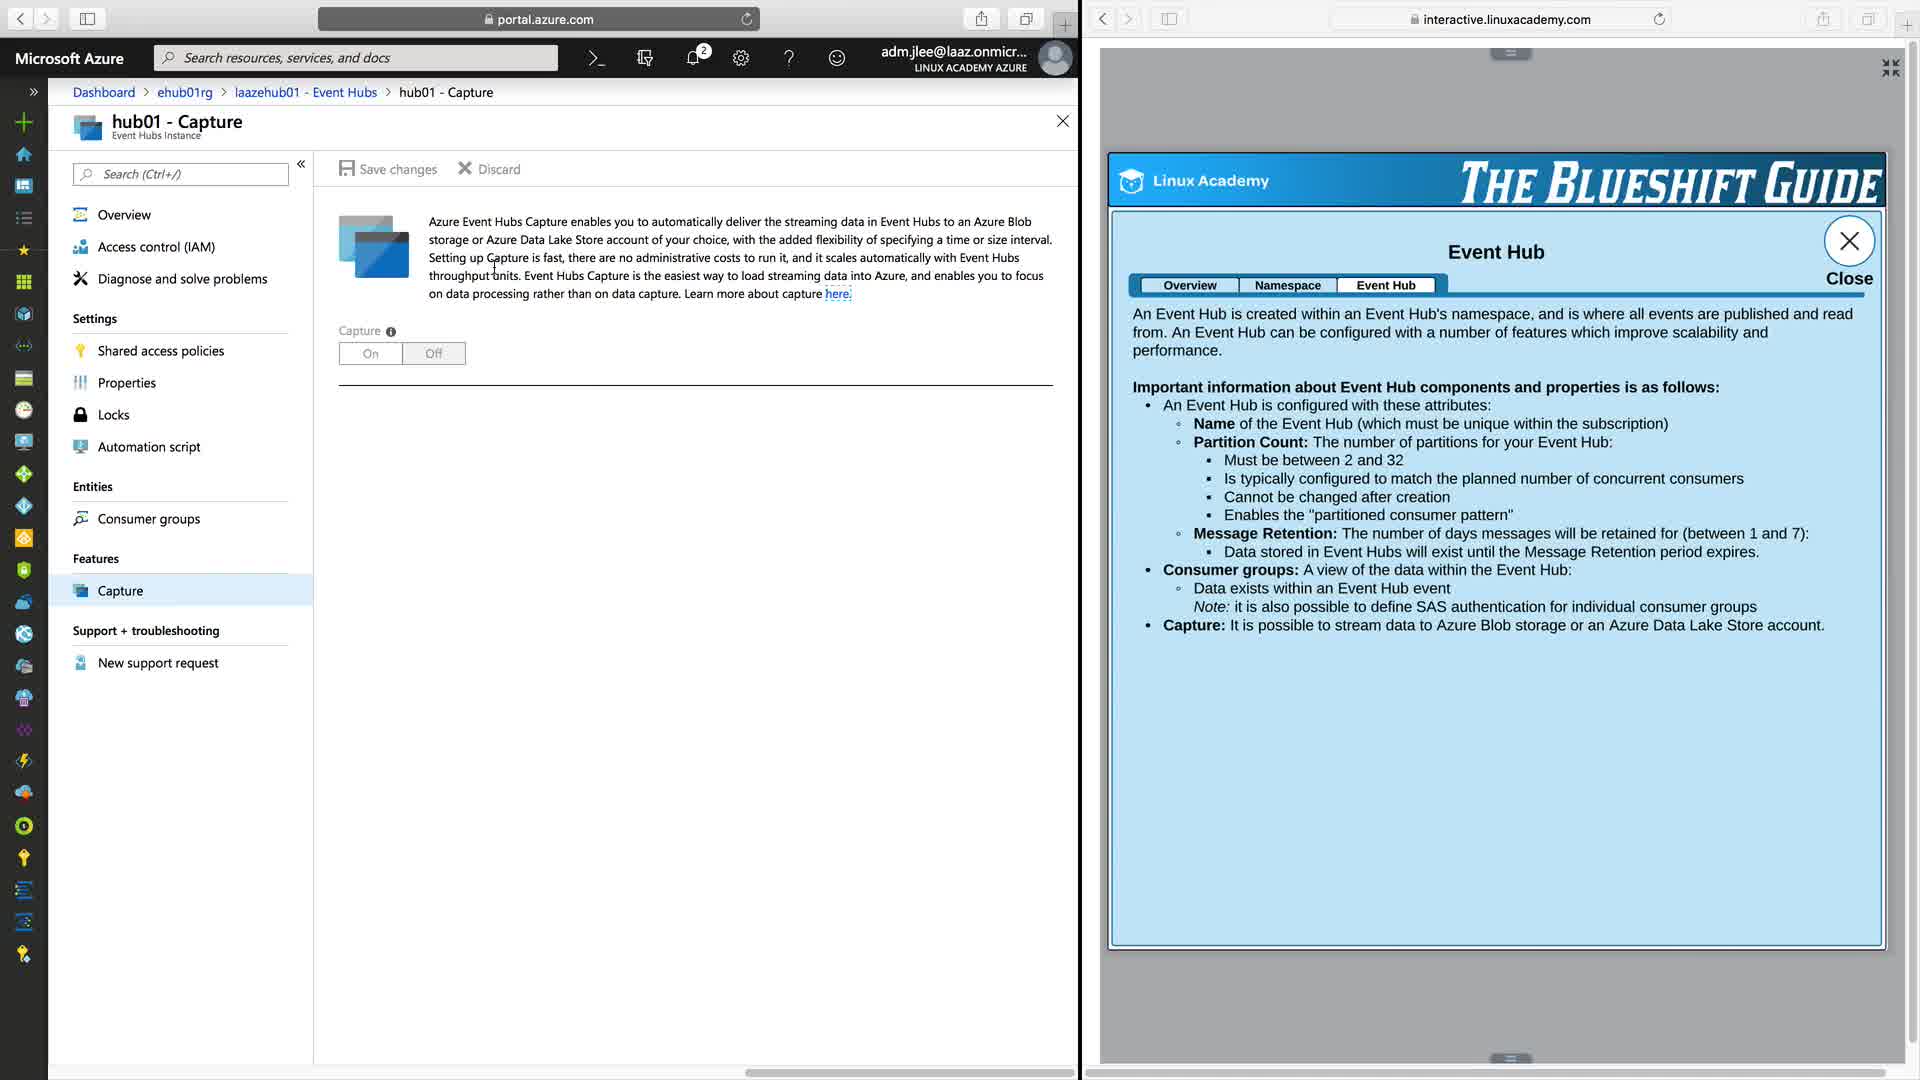 portal.azure.com
Microsoft Azure
Search resources, services, and docs
2
adm.jlee@laaz.onmicr...
LINUX ACADEMY AZURE
Dashboard > ehub01rg > laazehub01 - Event Hubs > hub01 - Capture
hub01 - Capture
Event Hubs Instance
Search (Ctrl+/)
Overview
Access control (IAM)
Diagnose and solve problems
Settings
Shared access policies
Properties
Locks
Automation script
Entities
Consumer groups
Features
Capture
Support + troubleshooting
New support request
Save changes
Discard
Azure Event Hubs Capture enables you to automatically deliver the streaming data in Event Hubs to an Azure Blob
storage or Azure Data Lake Store account of your choice, with the added flexibility of specifying a time or size interval.
Setting up Capture is fast, there are no administrative costs to run it, and it scales automatically with Event Hubs
throughput units. Event Hubs Capture is the easiest way to load streaming data into Azure, and enables you to focus
on data processing rather than on data capture. Learn more about capture here.
Capture
On Off
interactive.linuxacademy.com
Linux Academy
THE BLUESHIFT GUIDE
Event Hub
Close
Overview Namespace Event Hub
An Event Hub is created within an Event Hub's namespace, and is where all events are published and read
from. An Event Hub can be configured with a number of features which improve scalability and
performance.
Important information about Event Hub components and properties is as follows:
• An Event Hub is configured with these attributes:
◦ Name of the Event Hub (which must be unique within the subscription)
◦ Partition Count: The number of partitions for your Event Hub:
▪ Must be between 2 and 32
▪ Is typically configured to match the planned number of concurrent consumers
▪ Cannot be changed after creation
▪ Enables the "partitioned consumer pattern"
◦ Message Retention: The number of days messages will be retained for (between 1 and 7):
▪ Data stored in Event Hubs will exist until the Message Retention period expires.
• Consumer groups: A view of the data within the Event Hub:
◦ Data exists within an Event Hub event
Note: it is also possible to define SAS authentication for individual consumer groups
• Capture: It is possible to stream data to Azure Blob storage or an Azure Data Lake Store account.